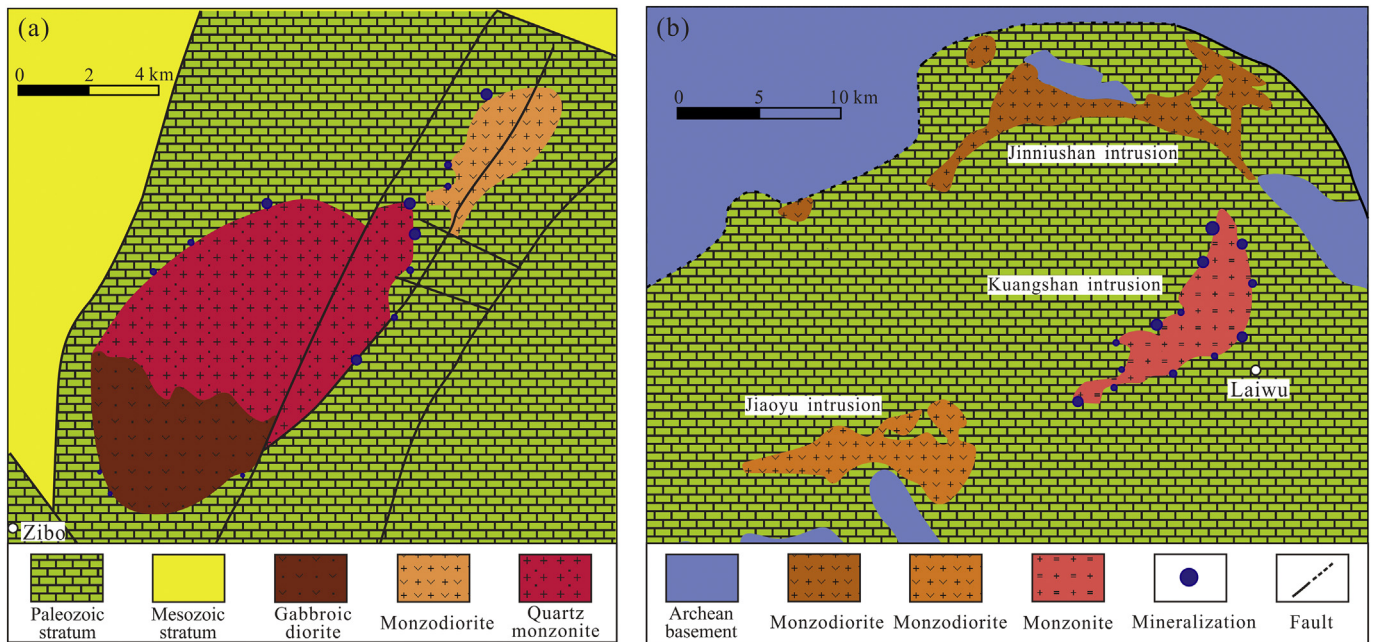 (a)
0 2 4 km
Zibo
Paleozoic
stratum
Mesozoic
stratum
Gabbroic
diorite
Monzodiorite
Quartz
monzonite
(b)
0 5 10 km
Jinniushan intrusion
Kuangshan intrusion
Laiwu
Jiaoyu intrusion
Archean
basement
Monzodiorite
Monzodiorite
Monzonite
Mineralization
Fault